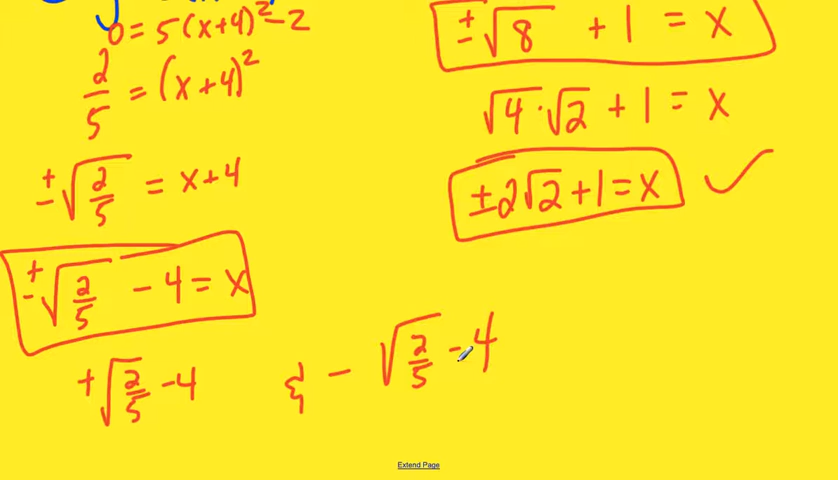 0 = 5(x+4)² - 2
2/5 = (x+4)²
±√(2/5) = x+4
±√(2/5) - 4 = x
+√(2/5) - 4 & - √(2/5) - 4
±√8 + 1 = x
√4 · √2 + 1 = x
±2√2 + 1 = x ✓
Extend Page